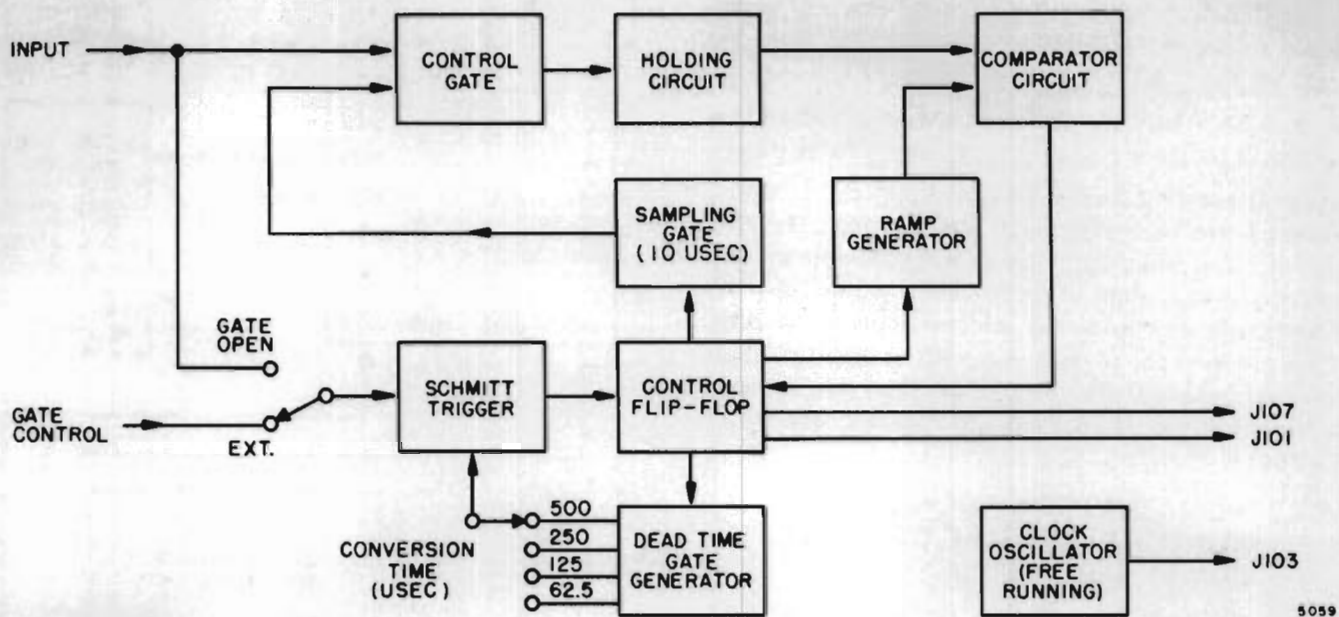 INPUT
CONTROL
GATE
HOLDING
CIRCUIT
COMPARATOR
CIRCUIT
SAMPLING
GATE
(10 USEC)
RAMP
GENERATOR
GATE
OPEN
GATE
CONTROL
EXT.
SCHMITT
TRIGGER
CONTROL
FLIP-FLOP
J107
J101
CONVERSION
TIME
(USEC)
500
250
125
62.5
DEAD TIME
GATE
GENERATOR
CLOCK
OSCILLATOR
(FREE
RUNNING)
J103
5059